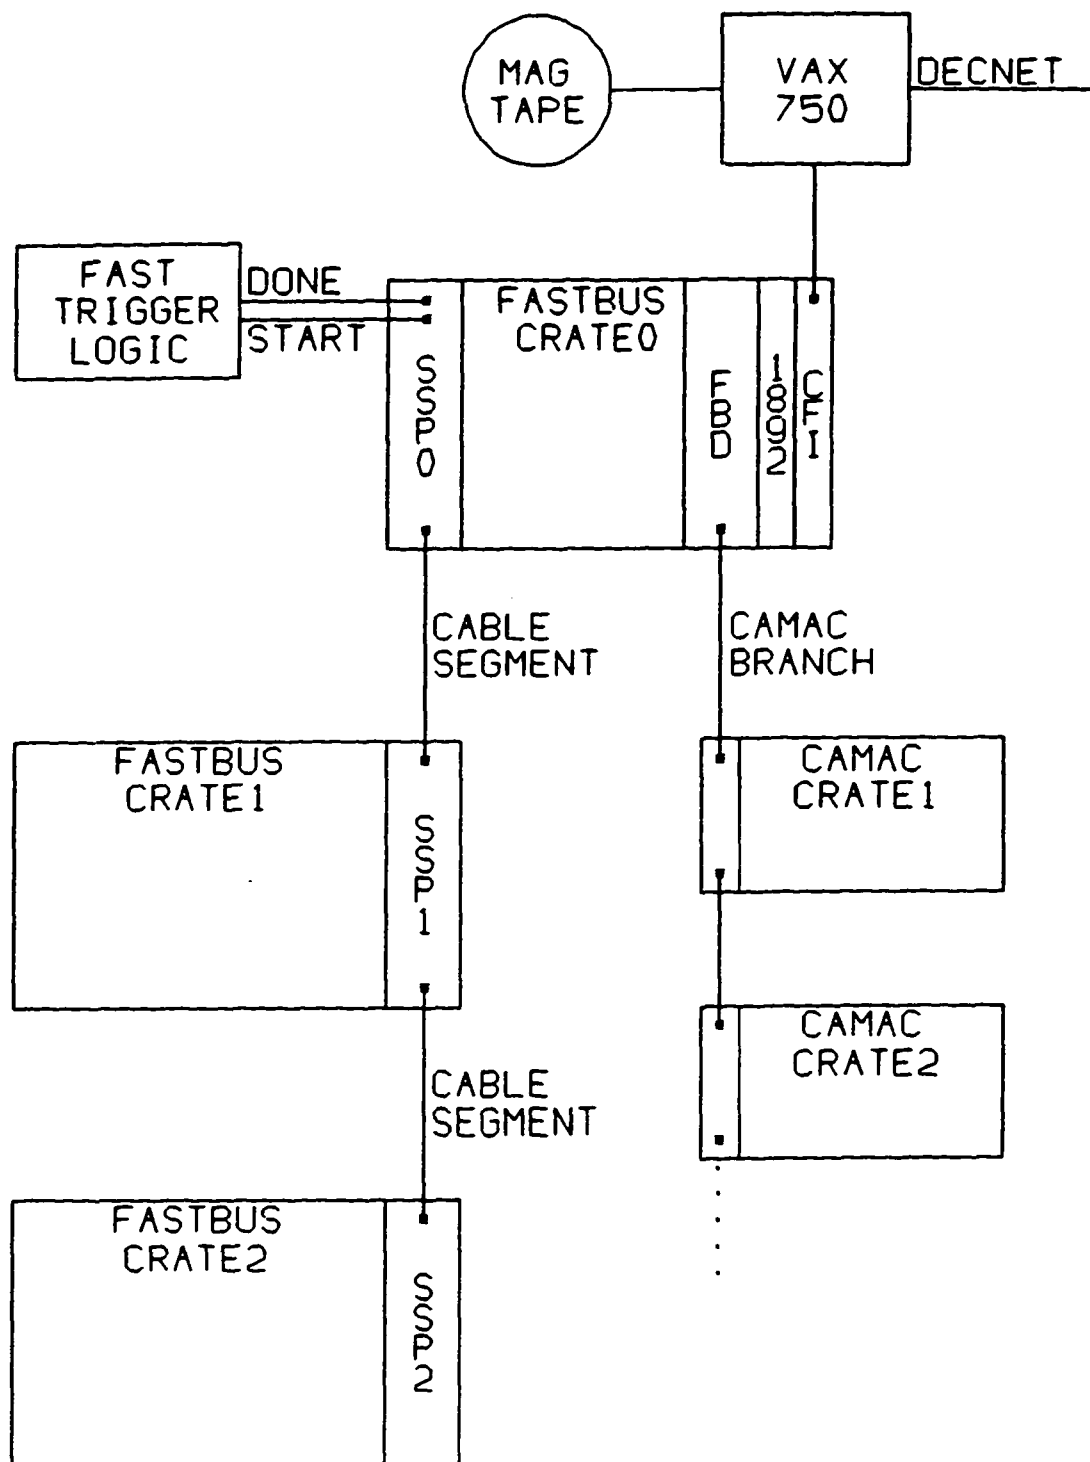 MAG
TAPE
VAX
750
DECNET
FAST
TRIGGER
LOGIC
DONE
START
SSP0
FASTBUS
CRATE0
FBD
1892
CFI
CABLE
SEGMENT
CAMAC
BRANCH
FASTBUS
CRATE1
SSP1
CAMAC
CRATE1
CABLE
SEGMENT
CAMAC
CRATE2
FASTBUS
CRATE2
SSP2